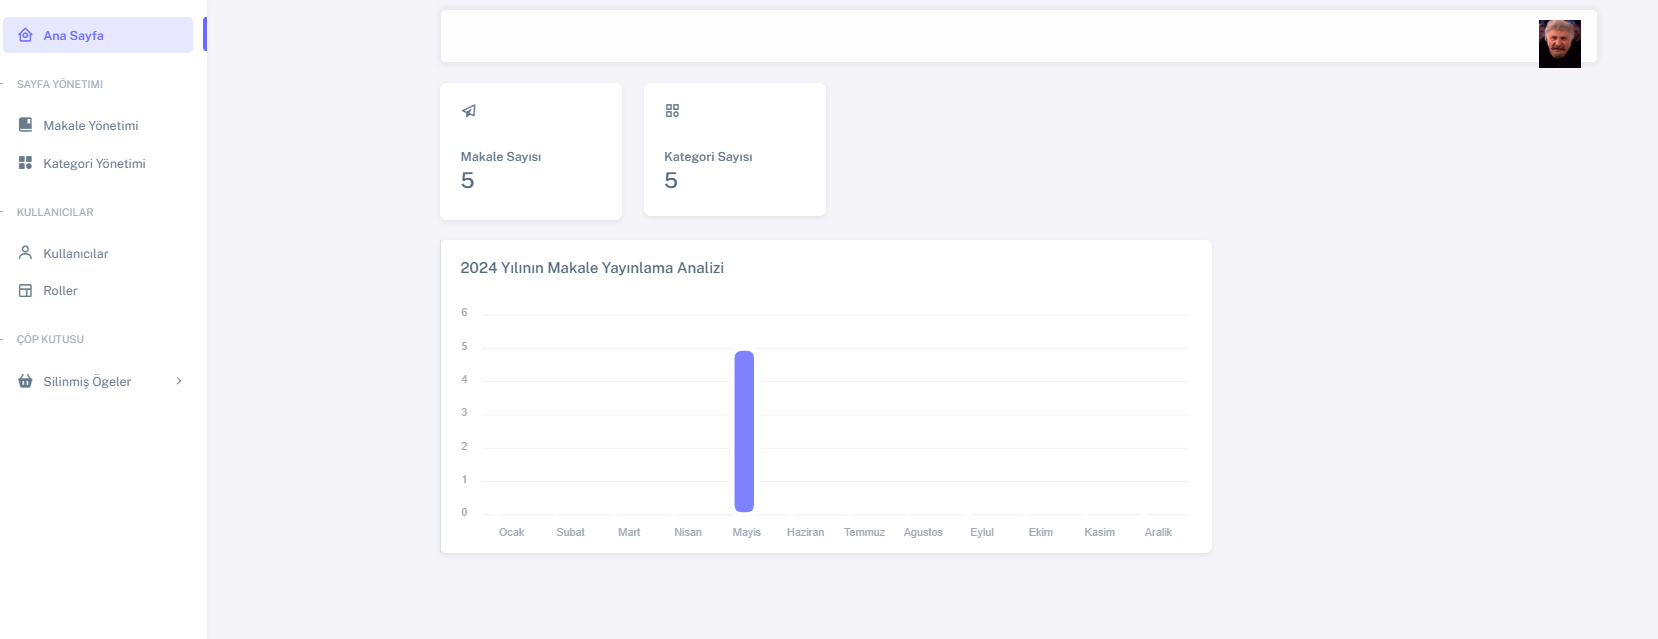 Ana Sayfa
SAYFA YÖNETIMI
Makale Yönetimi
Kategori Yönetimi
KULLANICILAR
Kullanıcılar
Roller
ÇÖP KUTUSU
Silinmiş Ögeler
Makale Sayısı
5
Kategori Sayısı
5
2024 Yılının Makale Yayınlama Analizi
6
5
4
3
2
1
0
Ocak Subat Mart Nisan Mayis Haziran Temmuz Agustos Eylul Ekim Kasim Aralik